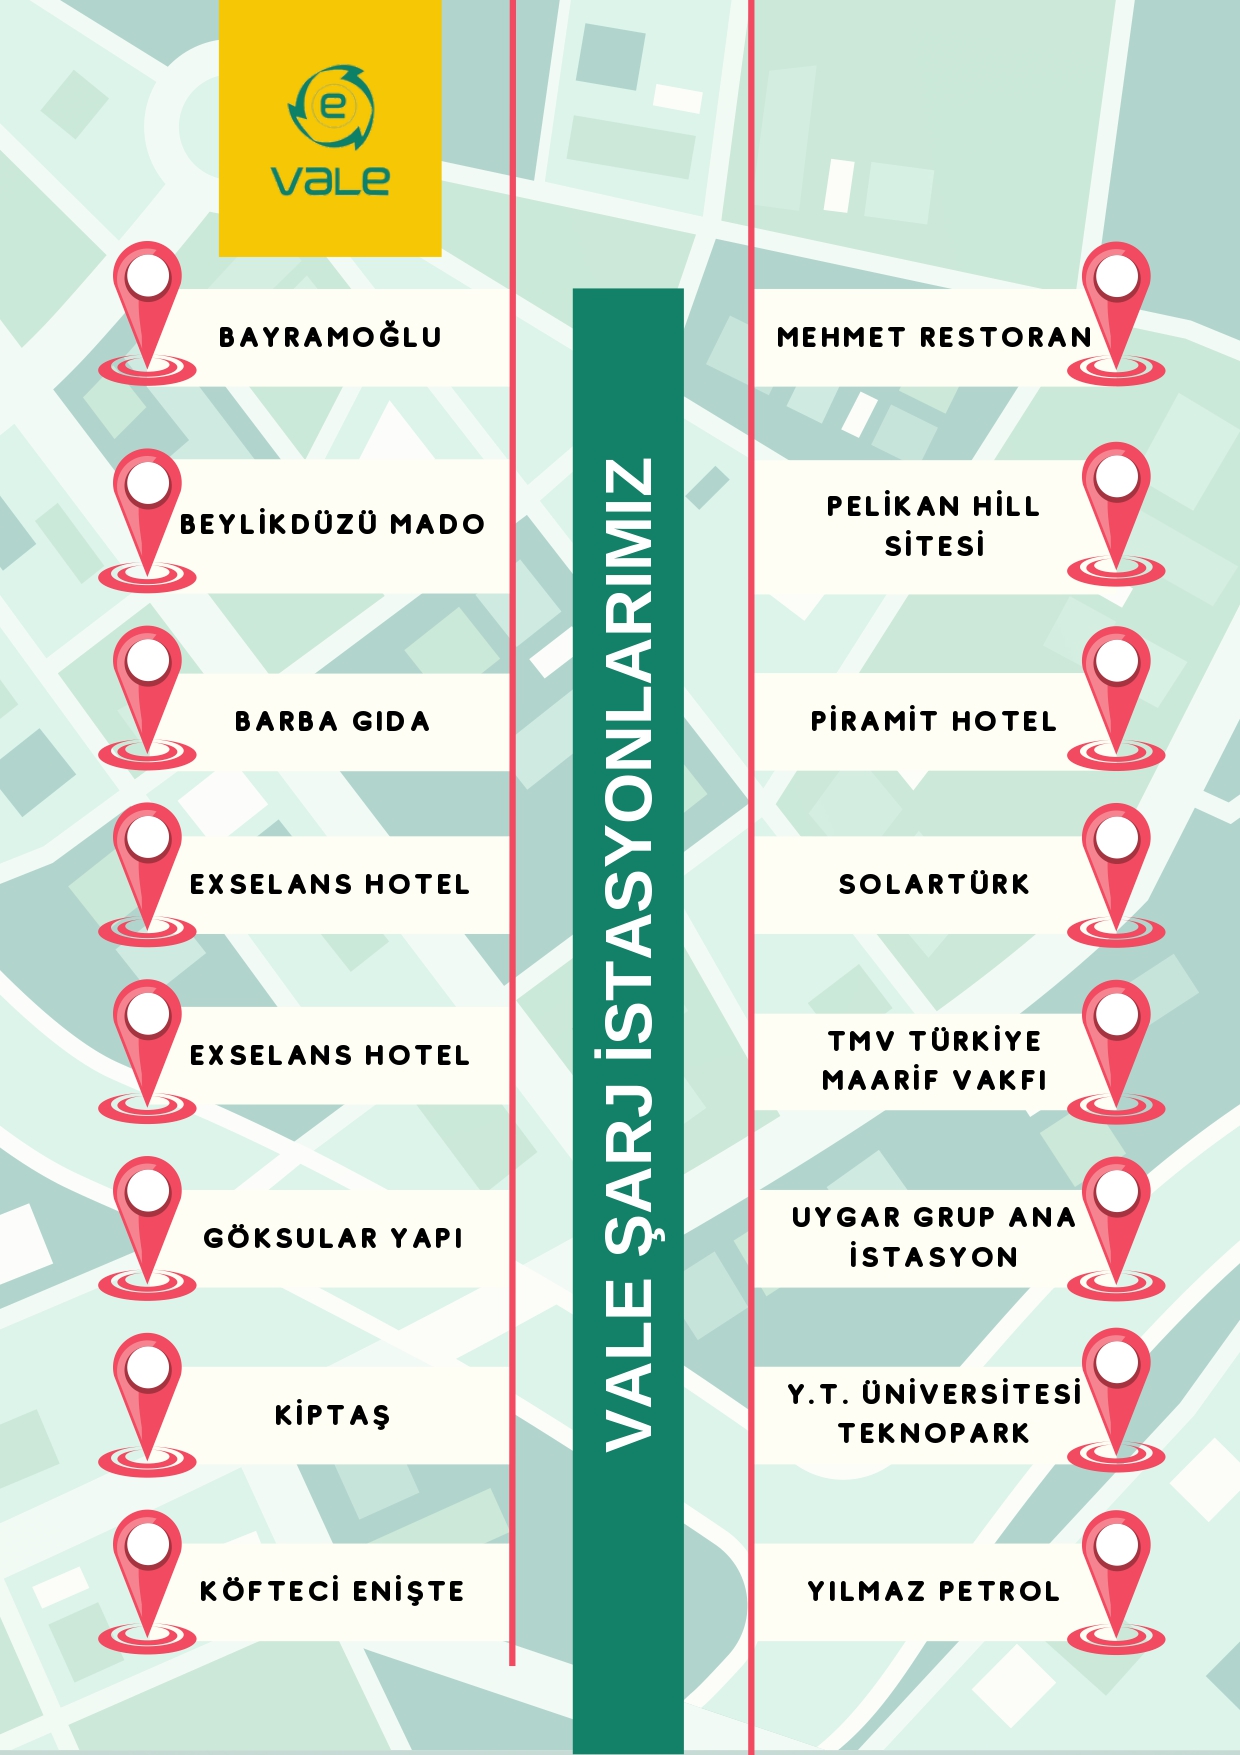 e
VALE
BAYRAMOĞLU
BEYLİKDÜZÜ MADO
BARBA GIDA
EXSELANS HOTEL
EXSELANS HOTEL
GÖKSULAR YAPI
KİPTAŞ
KÖFTECİ ENİŞTE
VALE ŞARJ İSTASYONLARIMIZ
MEHMET RESTORAN
PELİKAN HİLL
SİTESİ
PİRAMİT HOTEL
SOLARTÜRK
TMV TÜRKİYE
MAARİF VAKFI
UYGAR GRUP ANA
İSTASYON
Y.T. ÜNİVERSİTESİ
TEKNOPARK
YILMAZ PETROL